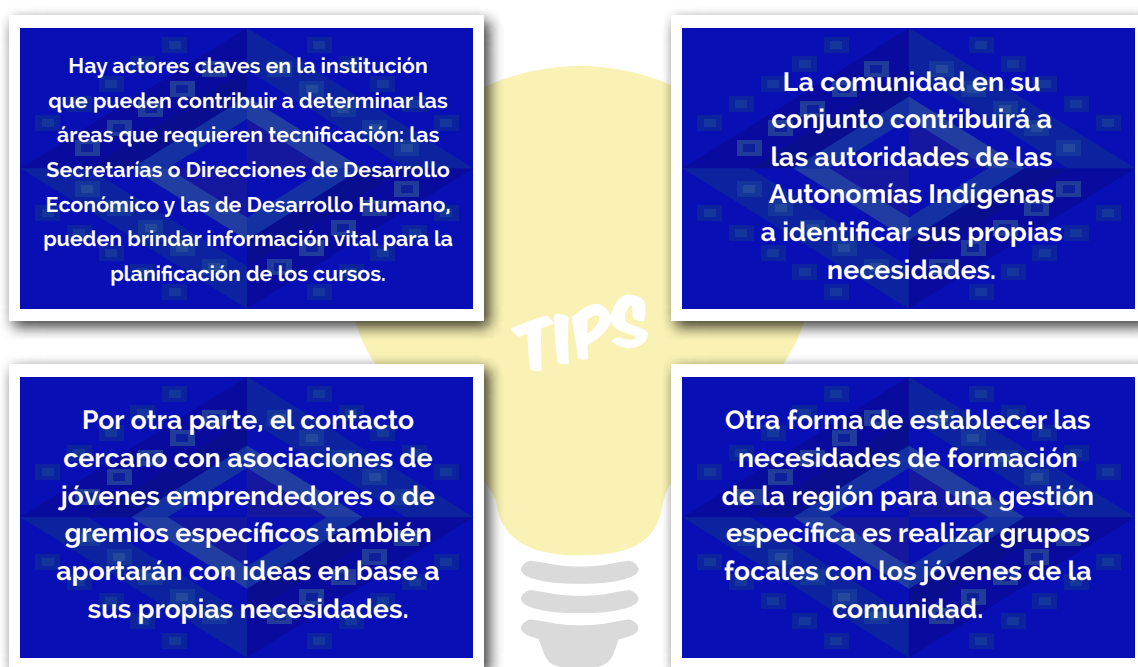 Hay actores claves en la institución
que pueden contribuir a determinar las
áreas que requieren tecnificación: las
Secretarías o Direcciones de Desarrollo
Económico y las de Desarrollo Humano,
pueden brindar información vital para la
planificación de los cursos.
La comunidad en su
conjunto contribuirá a
las autoridades de las
Autonomías Indígenas
a identificar sus propias
necesidades.
TIPS
Por otra parte, el contacto
cercano con asociaciones de
jóvenes emprendedores o de
gremios específicos también
aportarán con ideas en base a
sus propias necesidades.
Otra forma de establecer las
necesidades de formación
de la región para una gestión
específica es realizar grupos
focales con los jóvenes de la
comunidad.